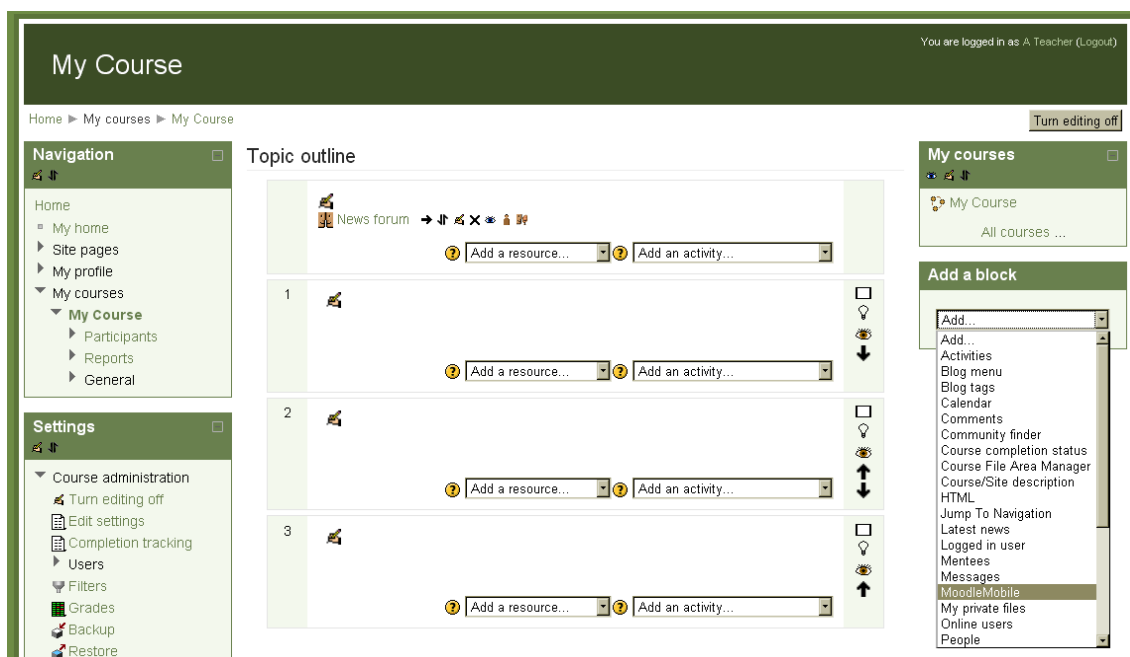 You are logged in as A Teacher (Logout)
My Course
Home ► My courses ► My Course
Turn editing off
Navigation
Home
My home
Site pages
My profile
My courses
My Course
Participants
Reports
General
Settings
Course administration
Turn editing off
Edit settings
Completion tracking
Users
Filters
Grades
Backup
Restore
Topic outline
News forum
Add a resource... Add an activity...
1
Add a resource... Add an activity...
2
Add a resource... Add an activity...
3
Add a resource... Add an activity...
My courses
My Course
All courses ...
Add a block
Add...
Add...
Activities
Blog menu
Blog tags
Calendar
Comments
Community finder
Course completion status
Course File Area Manager
Course/Site description
HTML
Jump To Navigation
Latest news
Logged in user
Mentees
Messages
MoodleMobile
My private files
Online users
People